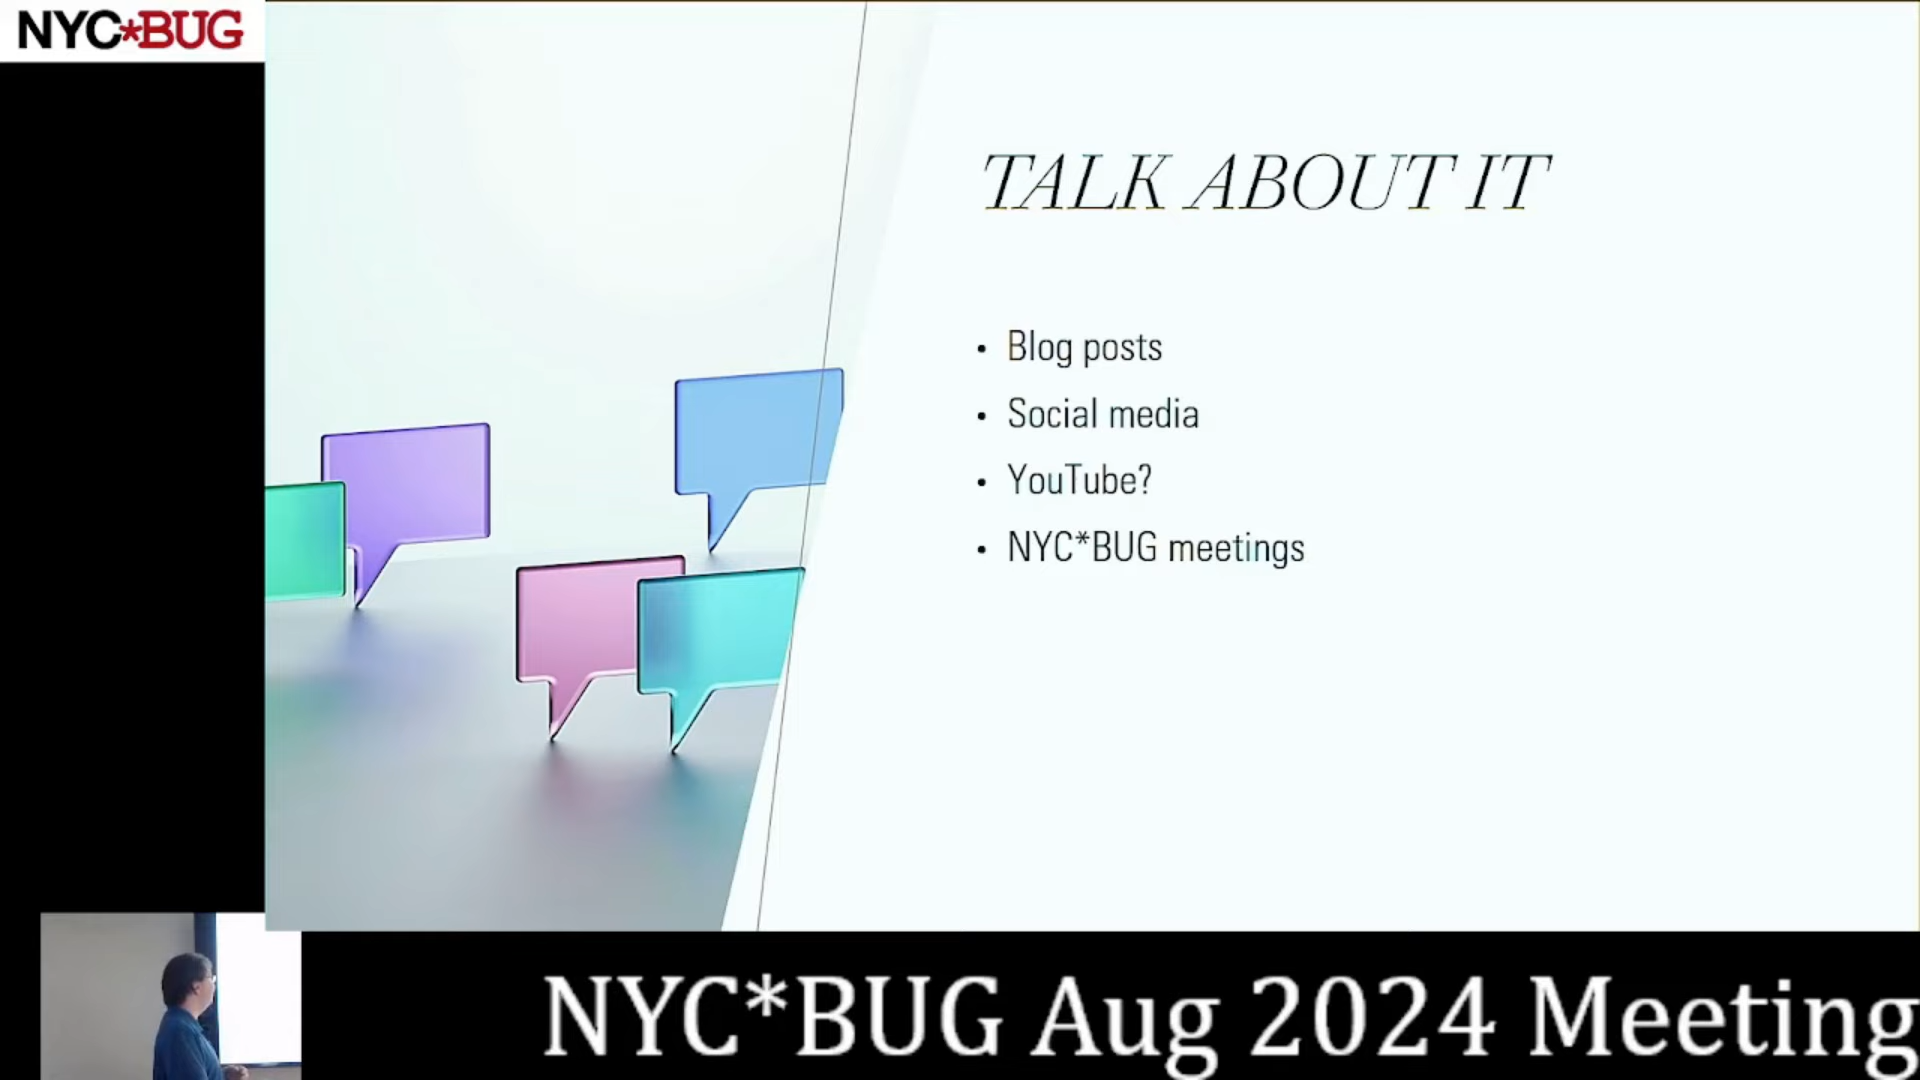 NYC*BUG
TALK ABOUT IT
• Blog posts
• Social media
• YouTube?
• NYC*BUG meetings
NYC*BUG Aug 2024 Meeting